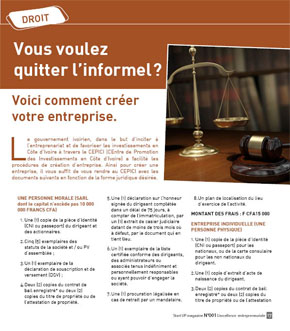 DROIT
Vous voulez
quitter l'informel ?
Voici comment créer
votre entreprise.
Le gouvernement ivoirien, dans le but d'inciter à
l'entreprenariat et de favoriser les investissements en
Côte d'Ivoire à travers le CEPICI (CEntre de Promotion
des Investissements en Côte d'Ivoire) a facilité les
procédures de création d'entreprise. Ainsi pour créer une
entreprise, il vous suffit de vous rendre au CEPICI avec les
documents suivants en fonction de la forme juridique désirée.
UNE PERSONNE MORALE (SARL
dont le capital n'excède pas 10 000
000 FRANCS CFA)
1. Une (1) copie de la pièce d'identité
(CNI ou passeport) du dirigeant et
des actionnaires.
2. Cinq (5) exemplaires des
statuts de la société et / ou PV
d'assemblée ;
3. Un (1) exemplaire de la
déclaration de souscription et de
versement (DSV) ;
4. Deux (2) copies du contrat
de bail enregistré* ou deux (2)
copies du titre de propriété ou de
l'attestation de propriété.
5. Une (1) déclaration sur l'honneur
signée du dirigeant complétée
dans un délai de 75 jours, à
compter de l'immatriculation, par
un (1) extrait de casier judiciaire
datant de moins de trois mois ou
à défaut, par le document qui en
tient lieu;
6. Un (1) exemplaire de la liste
certifiée conforme des dirigeants,
des administrateurs ou
associés tenus indéfiniment et
personnellement responsables
ou ayant pouvoir d'engager la
société.
7. Une (1) procuration légalisée en
cas de retrait par un mandataire.
8. Un plan de localisation du lieu
d'exercice de l'activité.
MONTANT DES FRAIS : F CFA15 000
ENTREPRISE INDIVIDUELLE (UNE
PERSONNE PHYSIQUE)
1. Une (1) copie de la pièce d'identité
(CNI ou passeport) pour les
nationaux, ou de la carte consulaire
pour les non nationaux du
dirigeant.
2. Une (1) copie d'extrait d'acte de
naissance du dirigeant.
3. Deux (2) copies du contrat de bail
enregistré* ou deux (2) copies du
titre de propriété ou de l'attestation
Start UP magazine N°001 L'excellence entrepreneuriale